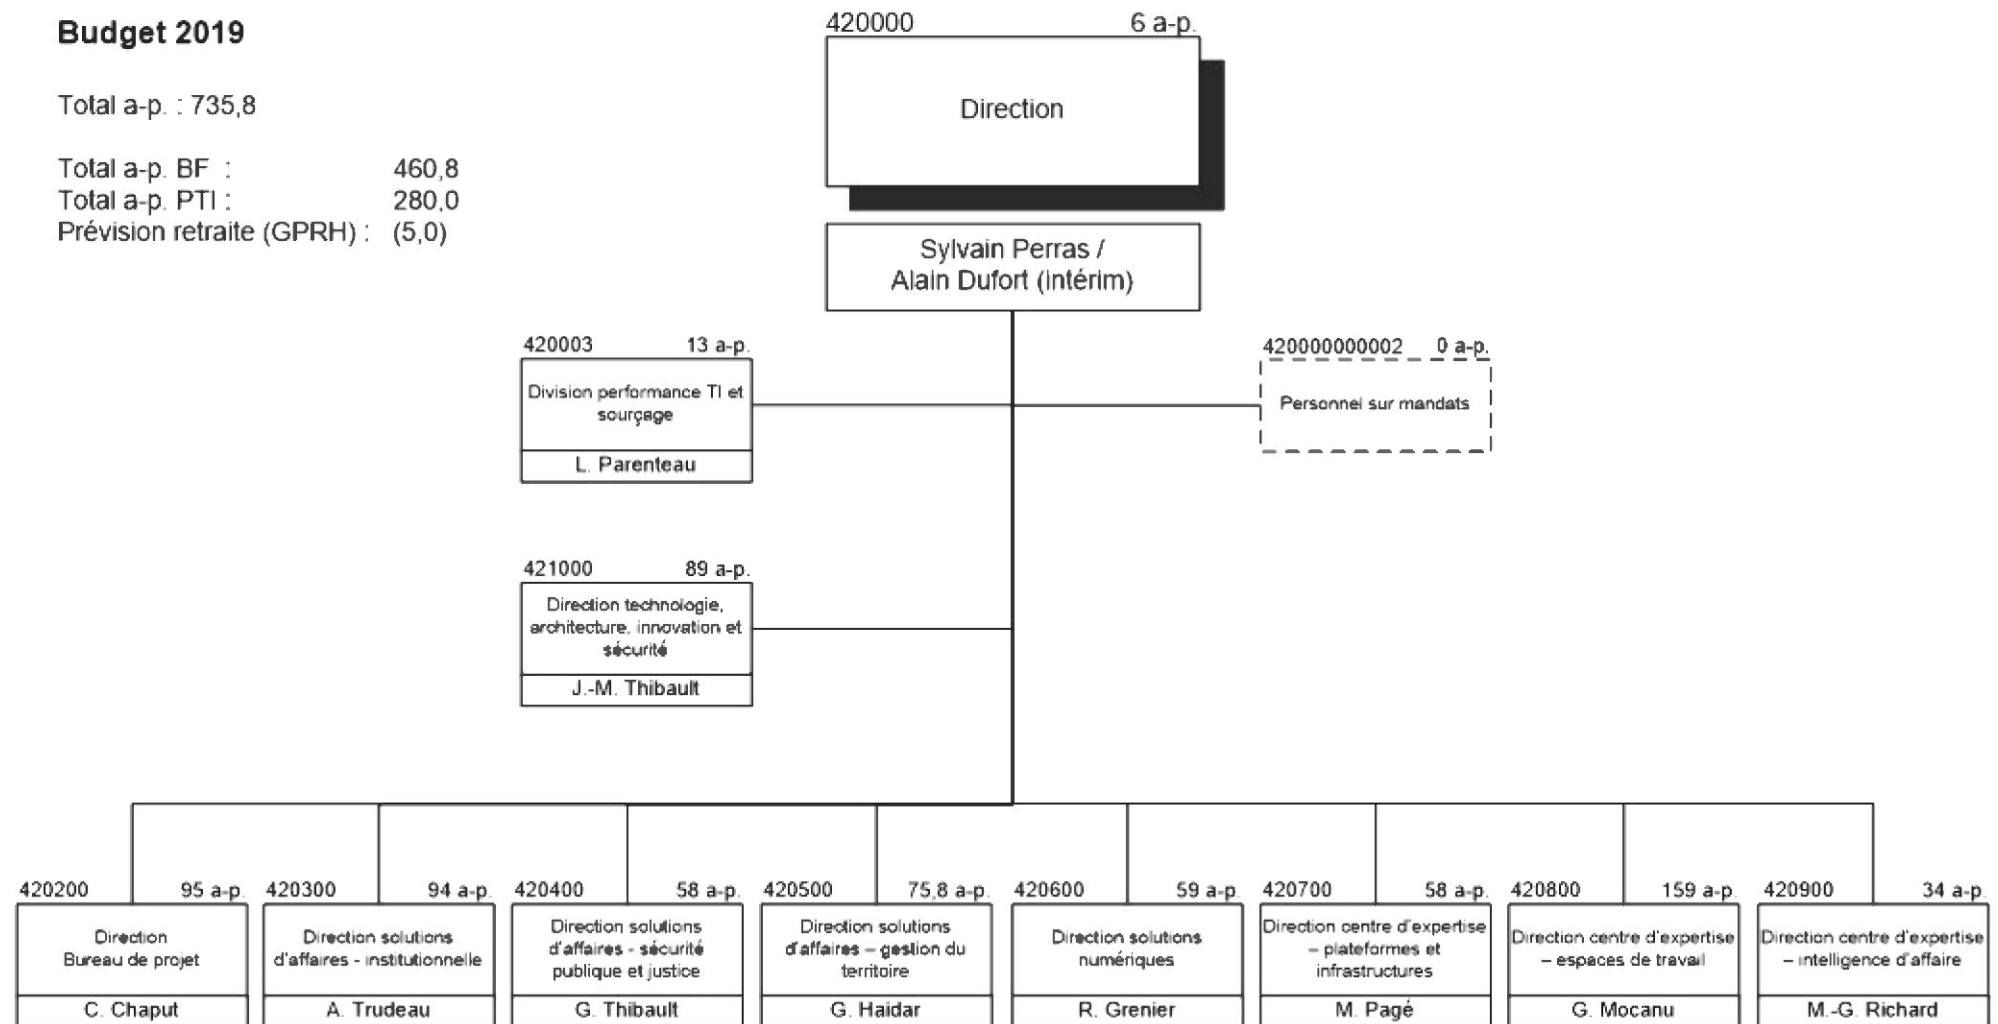 Budget 2019
Total a-p. : 735,8
Total a-p. BF : 460,8
Total a-p. PTI : 280,0
Prévision retraite (GPRH) : (5,0)
420000 6 a-p.
Direction
Sylvain Perras /
Alain Dufort (intérim)
420003 13 a-p.
Division performance TI et
sourçage
L. Parenteau
420000000002 0 a-p.
Personnel sur mandats
421000 89 a-p.
Direction technologie,
architecture, innovation et
sécurité
J.-M. Thibault
420200 95 a-p.
Direction
Bureau de projet
C. Chaput
420300 94 a-p.
Direction solutions
d'affaires - institutionnelle
A. Trudeau
420400 58 a-p.
Direction solutions
d'affaires - sécurité
publique et justice
G. Thibault
420500 75,8 a-p.
Direction solutions
d'affaires – gestion du
territoire
G. Haidar
420600 59 a-p.
Direction solutions
numériques
R. Grenier
420700 58 a-p.
Direction centre d'expertise
– plateformes et
infrastructures
M. Pagé
420800 159 a-p.
Direction centre d'expertise
– espaces de travail
G. Mocanu
420900 34 a-p.
Direction centre d'expertise
– intelligence d'affaire
M.-G. Richard